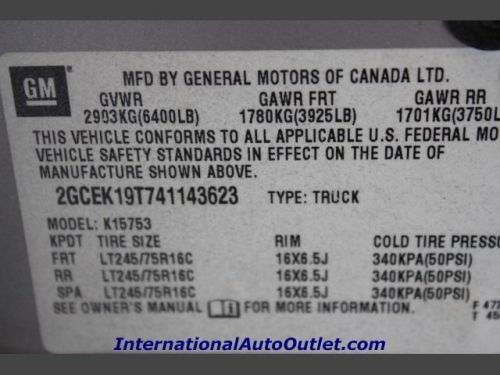 GM
MFD BY GENERAL MOTORS OF CANADA LTD.
GVWR GAWR FRT GAWR RR
2903KG(6400LB) 1780KG(3925LB) 1701KG(3750L
THIS VEHICLE CONFORMS TO ALL APPLICABLE U.S. FEDERAL MO
VEHICLE SAFETY STANDARDS IN EFFECT ON THE DATE OF
MANUFACTURE SHOWN ABOVE.
2GCEK19T741143623 TYPE: TRUCK
MODEL: K15753
KPDT TIRE SIZE RIM COLD TIRE PRESSU
FRT LT245/75R16C 16X6.5J 340KPA(50PSI)
RR LT245/75R16C 16X6.5J 340KPA(50PSI)
SPA LT245/75R16C 16X6.5J 340KPA(50PSI)
SEE OWNER'S MANUAL FOR MORE INFORMATION.
F 472
T 45
InternationalAutoOutlet.com